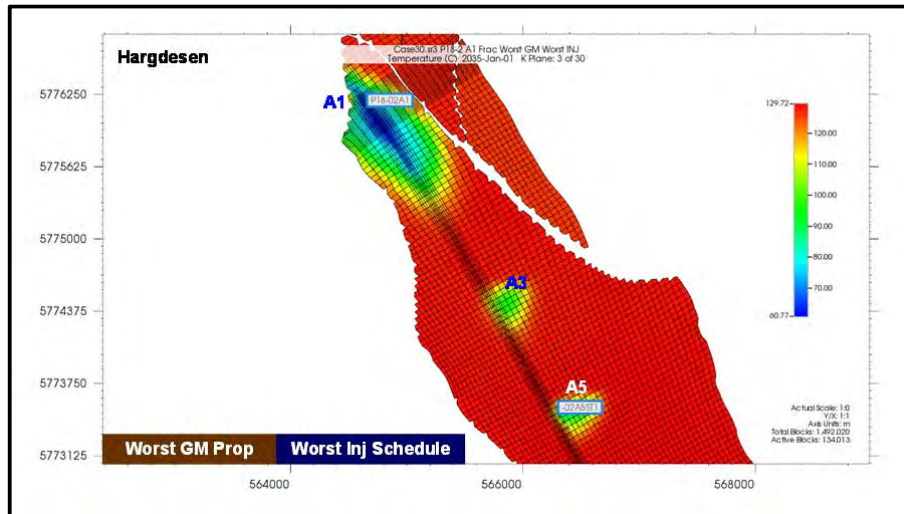 Hargdesen
Case30.sr3 P18-2 A1 Frac Worst GM Worst INJ
Temperature (C) 2035-Jan-01 K Plane: 3 of 30
5776250
5775625
5775000
5774375
5773750
5773125
A1
P18-02A1
A3
A5
-02A5ST1
129.72
120.00
110.00
100.00
90.00
80.00
70.00
60.77
Actual Scale: 1:0
Y/X: 1:1
Axis Units: m
Total Blocks: 1,492,020
Active Blocks: 134,013
Worst GM Prop
Worst Inj Schedule
564000
566000
568000